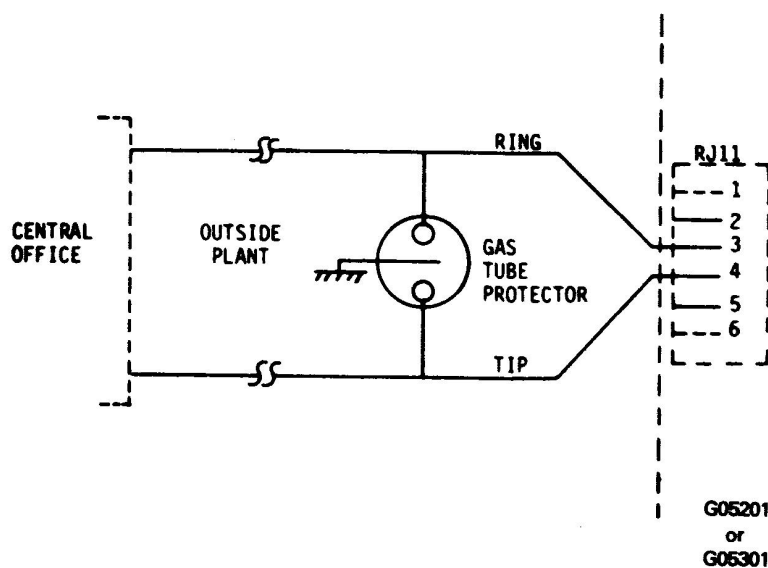 RING
RJ11
1
2
3
4
5
6
CENTRAL
OFFICE
OUTSIDE
PLANT
GAS
TUBE
PROTECTOR
TIP
G05201
or
G05301